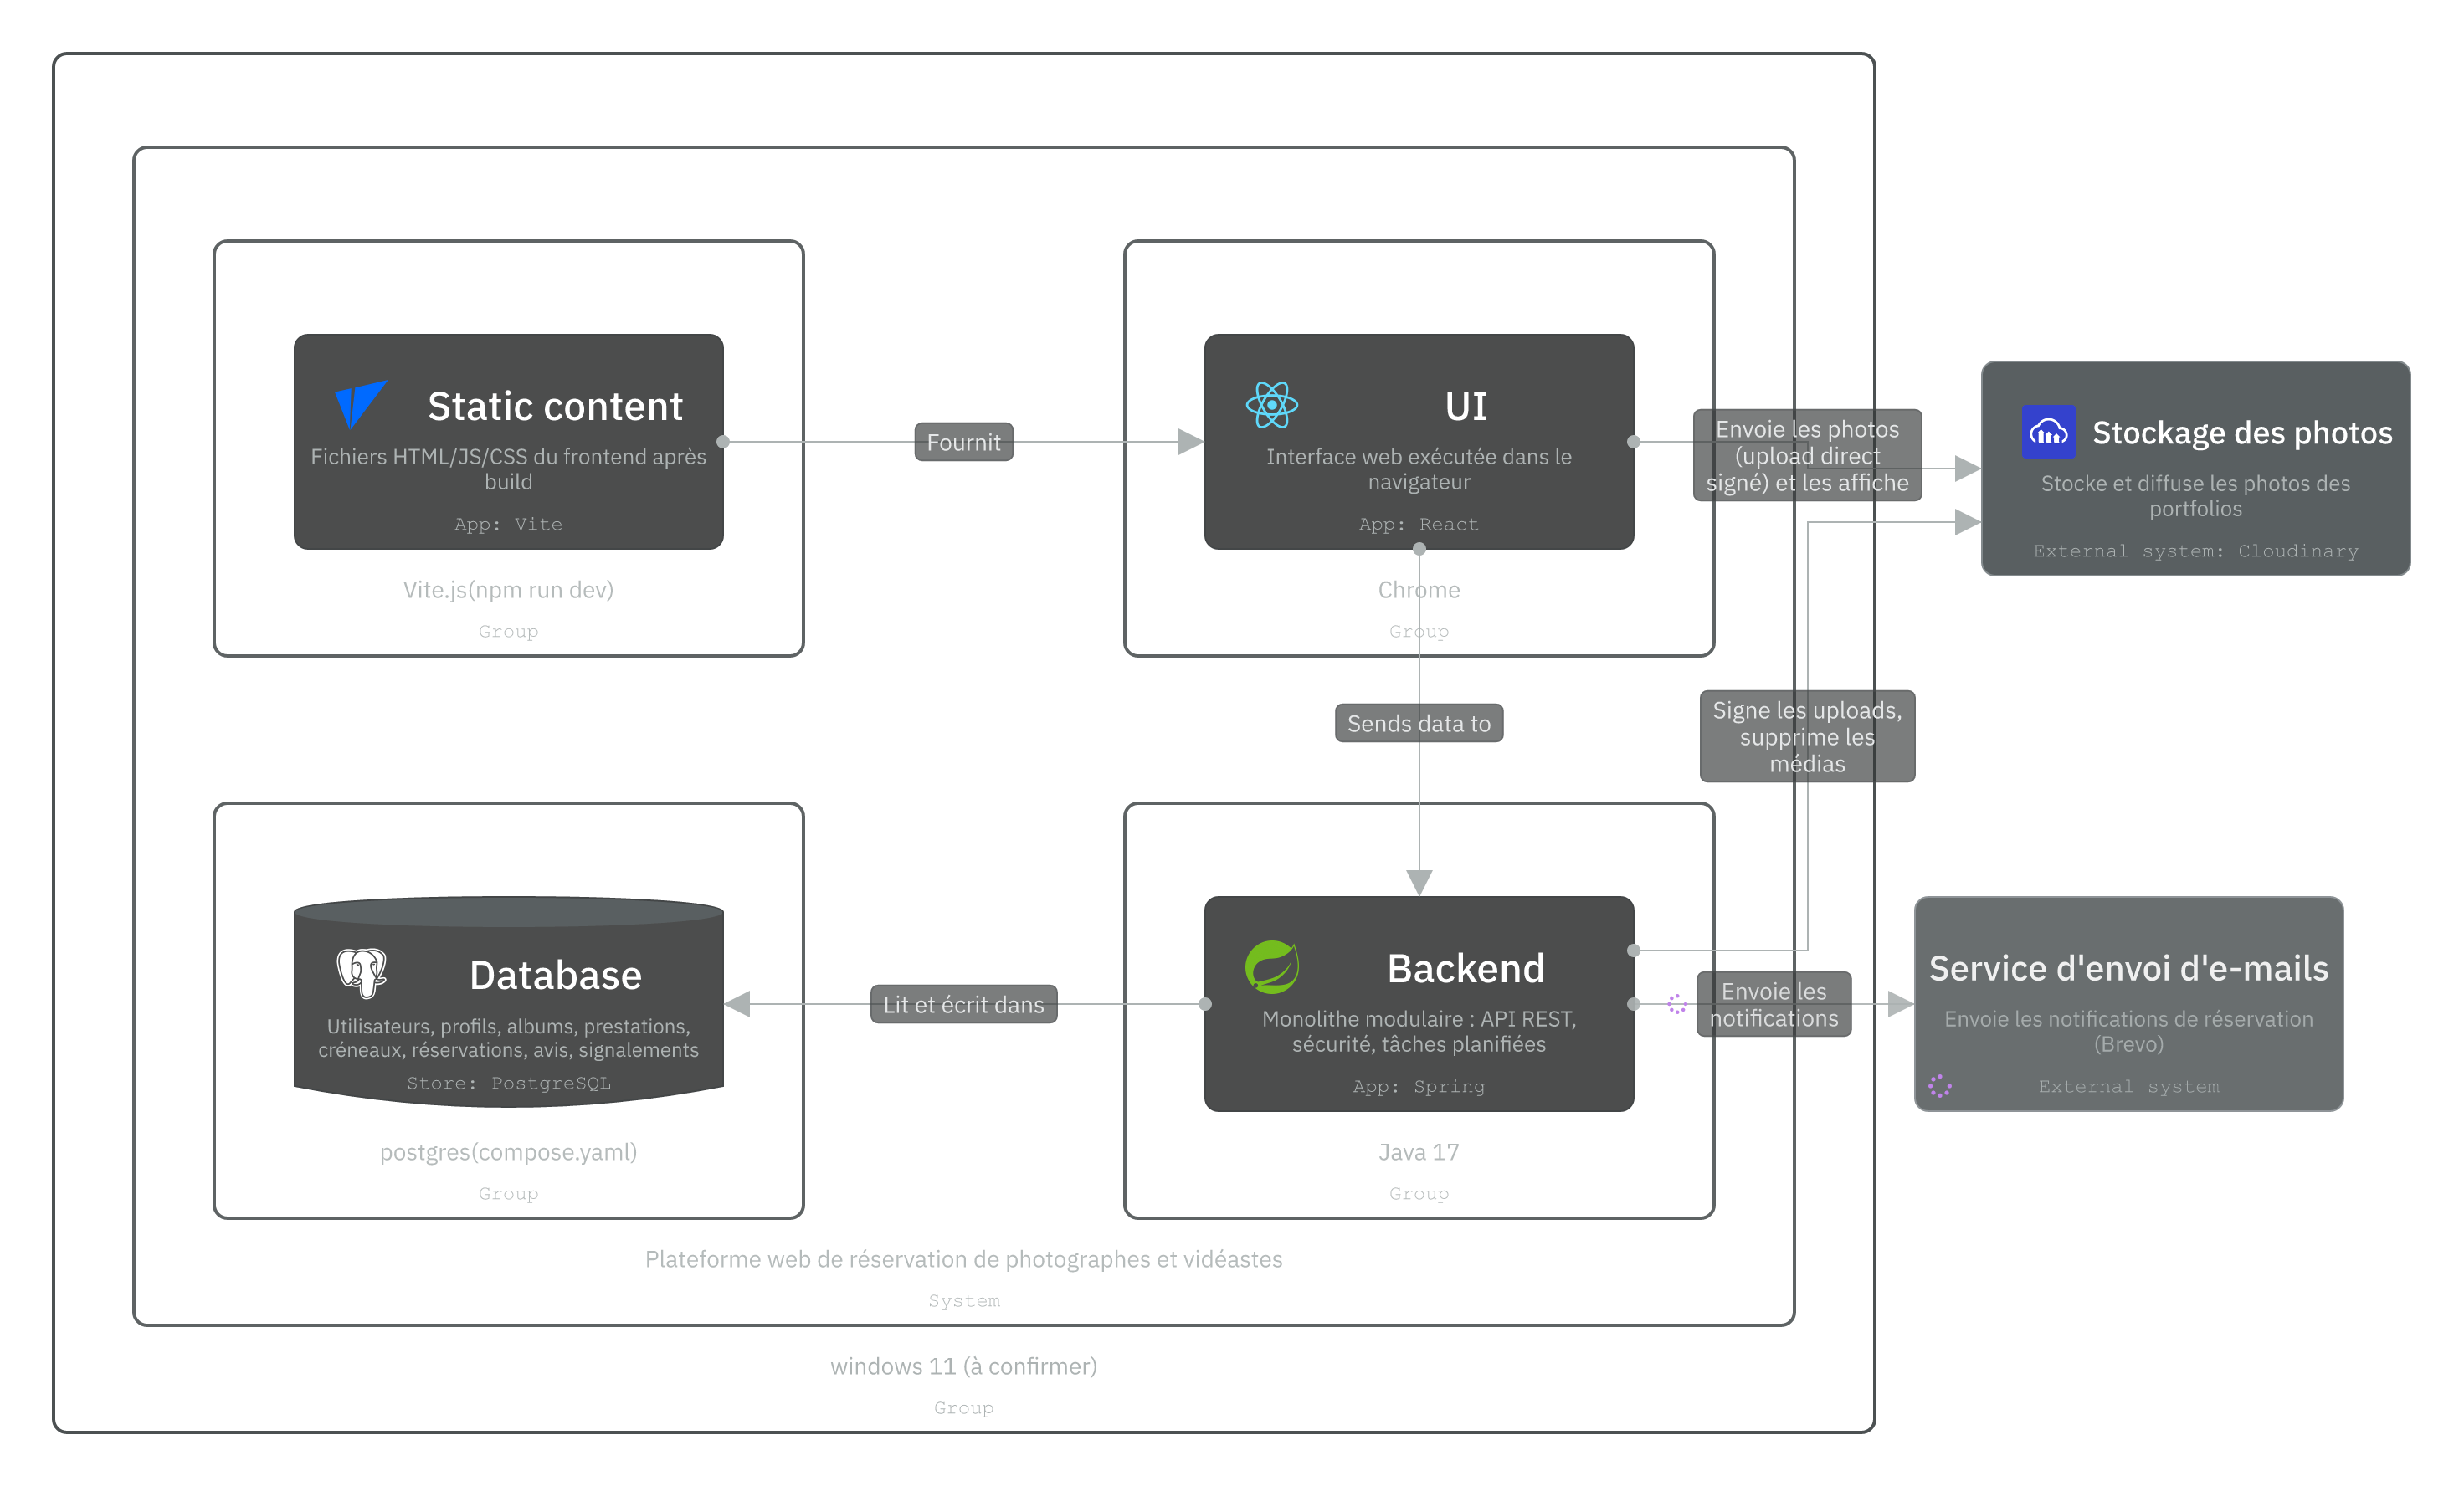 Static content
Fichiers HTML/JS/CSS du frontend après
build
App: Vite
Vite.js(npm run dev)
Group
Fournit
UI
Interface web exécutée dans le
navigateur
App: React
Chrome
Group
Envoie les photos
(upload direct
signé) et les affiche
Stockage des photos
Stocke et diffuse les photos des
portfolios
External system: Cloudinary
Sends data to
Signe les uploads,
supprime les
médias
Database
Utilisateurs, profils, albums, prestations,
créneaux, réservations, avis, signalements
Store: PostgreSQL
postgres(compose.yaml)
Group
Lit et écrit dans
Backend
Monolithe modulaire : API REST,
sécurité, tâches planifiées
App: Spring
Java 17
Group
Envoie les
notifications
Service d'envoi d'e-mails
Envoie les notifications de réservation
(Brevo)
External system
Plateforme web de réservation de photographes et vidéastes
System
windows 11 (à confirmer)
Group